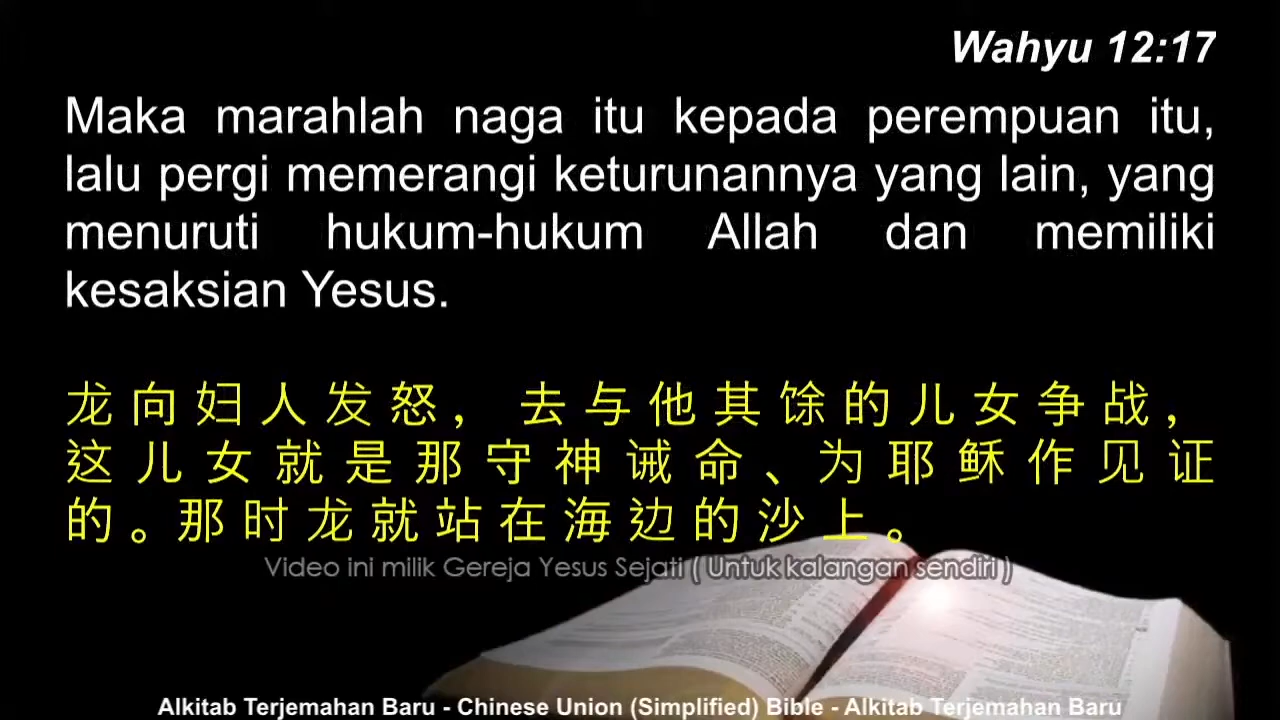 Wahyu 12:17
Maka marahlah naga itu kepada perempuan itu,
lalu pergi memerangi keturunannya yang lain, yang
menuruti hukum-hukum Allah dan memiliki
kesaksian Yesus.
龙向妇人发怒，去与他其馀的儿女争战，
这儿女就是那守神诫命、为耶稣作见证
的。那时龙就站在海边的沙上。
Video ini milik Gereja Yesus Sejati ( Untuk kalangan sendiri )
Alkitab Terjemahan Baru - Chinese Union (Simplified) Bible - Alkitab Terjemahan Baru